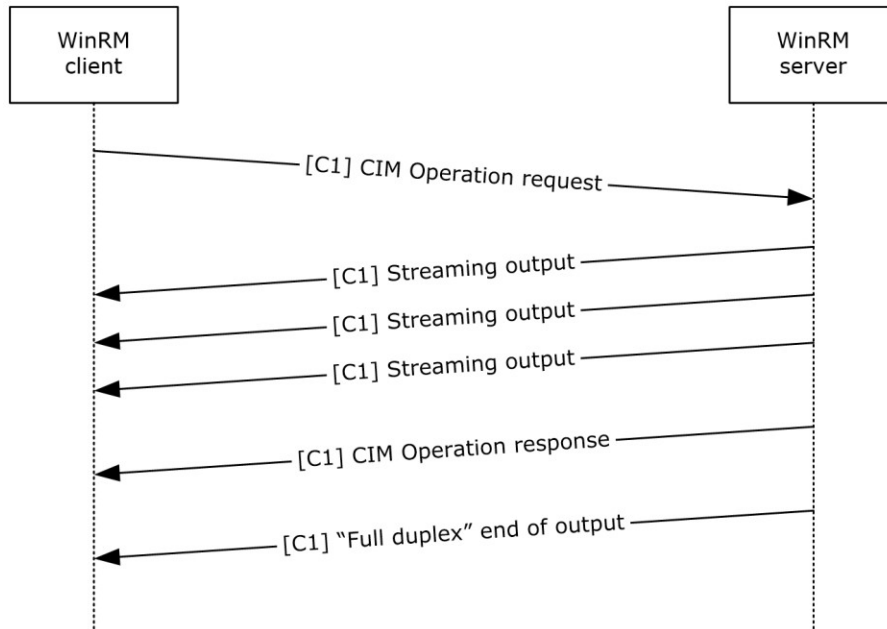 WinRM
client
WinRM
server
[C1] CIM Operation request
[C1] Streaming output
[C1] Streaming output
[C1] Streaming output
[C1] CIM Operation response
[C1] “Full duplex” end of output